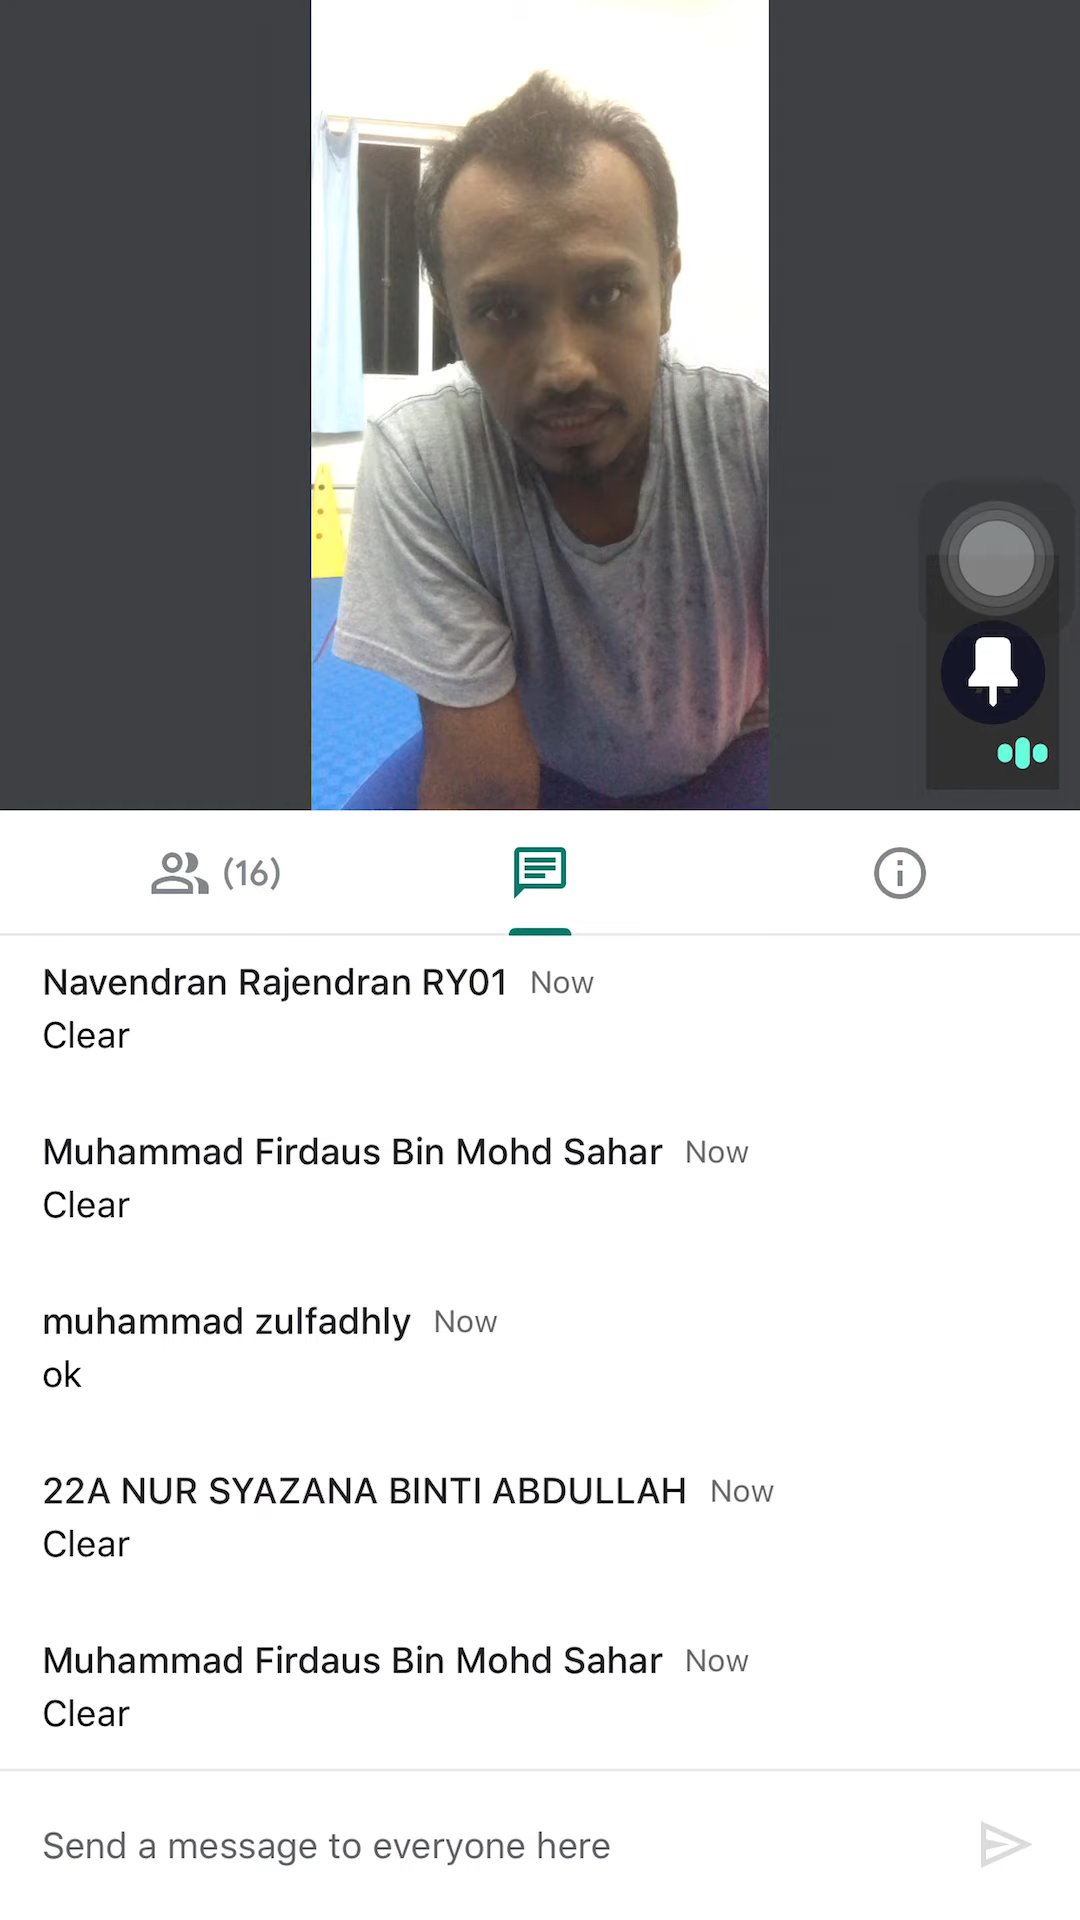 (16)
Navendran Rajendran RY01 Now
Clear
Muhammad Firdaus Bin Mohd Sahar Now
Clear
muhammad zulfadhly Now
ok
22A NUR SYAZANA BINTI ABDULLAH Now
Clear
Muhammad Firdaus Bin Mohd Sahar Now
Clear
Send a message to everyone here